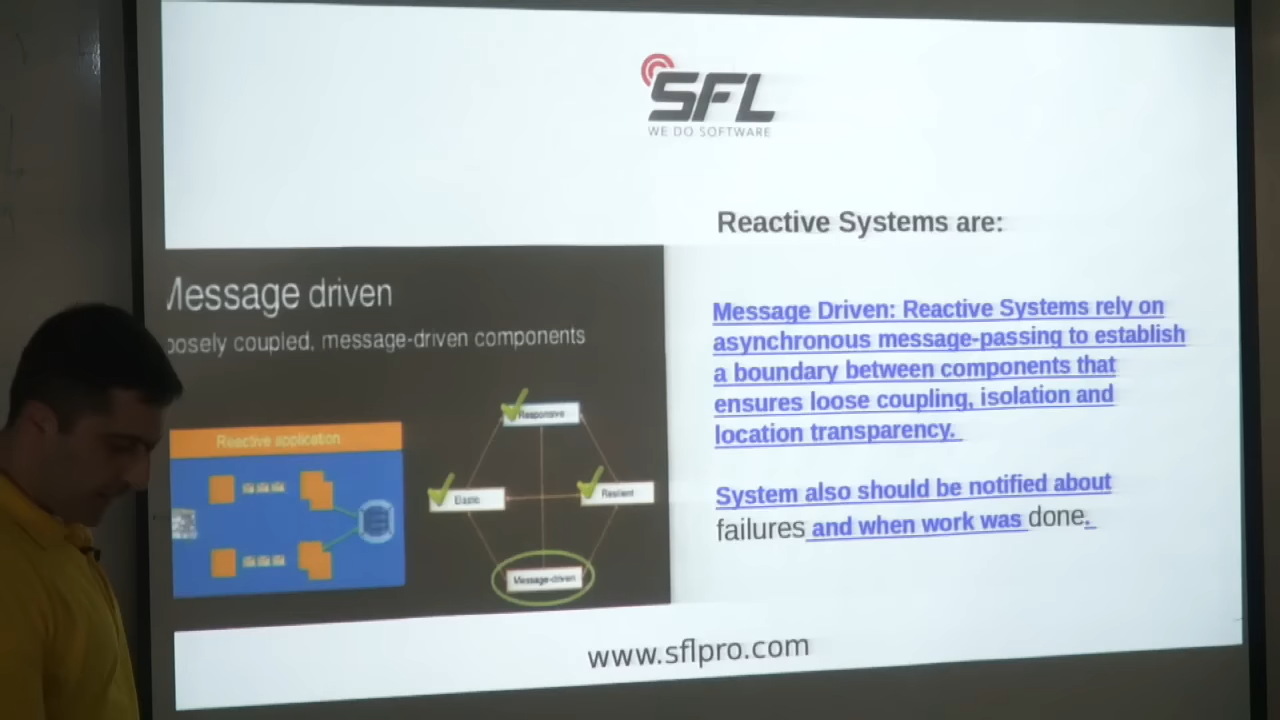 SFL
WE DO SOFTWARE
Reactive Systems are:
Message driven
oosely coupled, message-driven components
Reactive application
Responsive
Elastic
Resilient
Message-driven
Message Driven: Reactive Systems rely on
asynchronous message-passing to establish
a boundary between components that
ensures loose coupling, isolation and
location transparency.
System also should be notified about
failures and when work was done.
www.sflpro.com